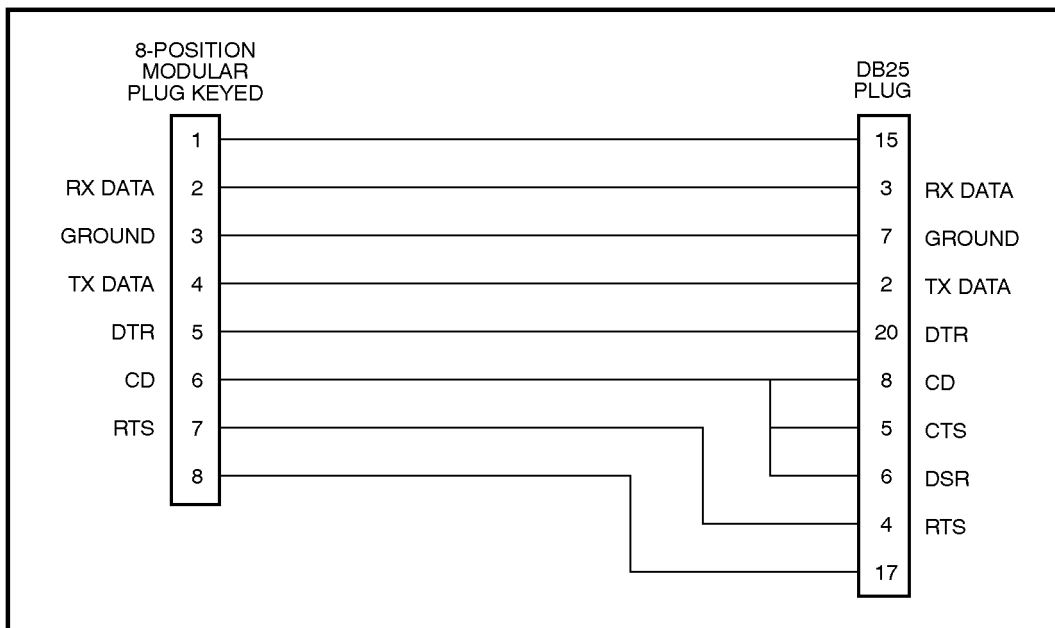 8-POSITION
MODULAR
PLUG KEYED
DB25
PLUG
1 15
RX DATA 2 3 RX DATA
GROUND 3 7 GROUND
TX DATA 4 2 TX DATA
DTR 5 20 DTR
CD 6 8 CD
RTS 7 5 CTS
8 6 DSR
4 RTS
17